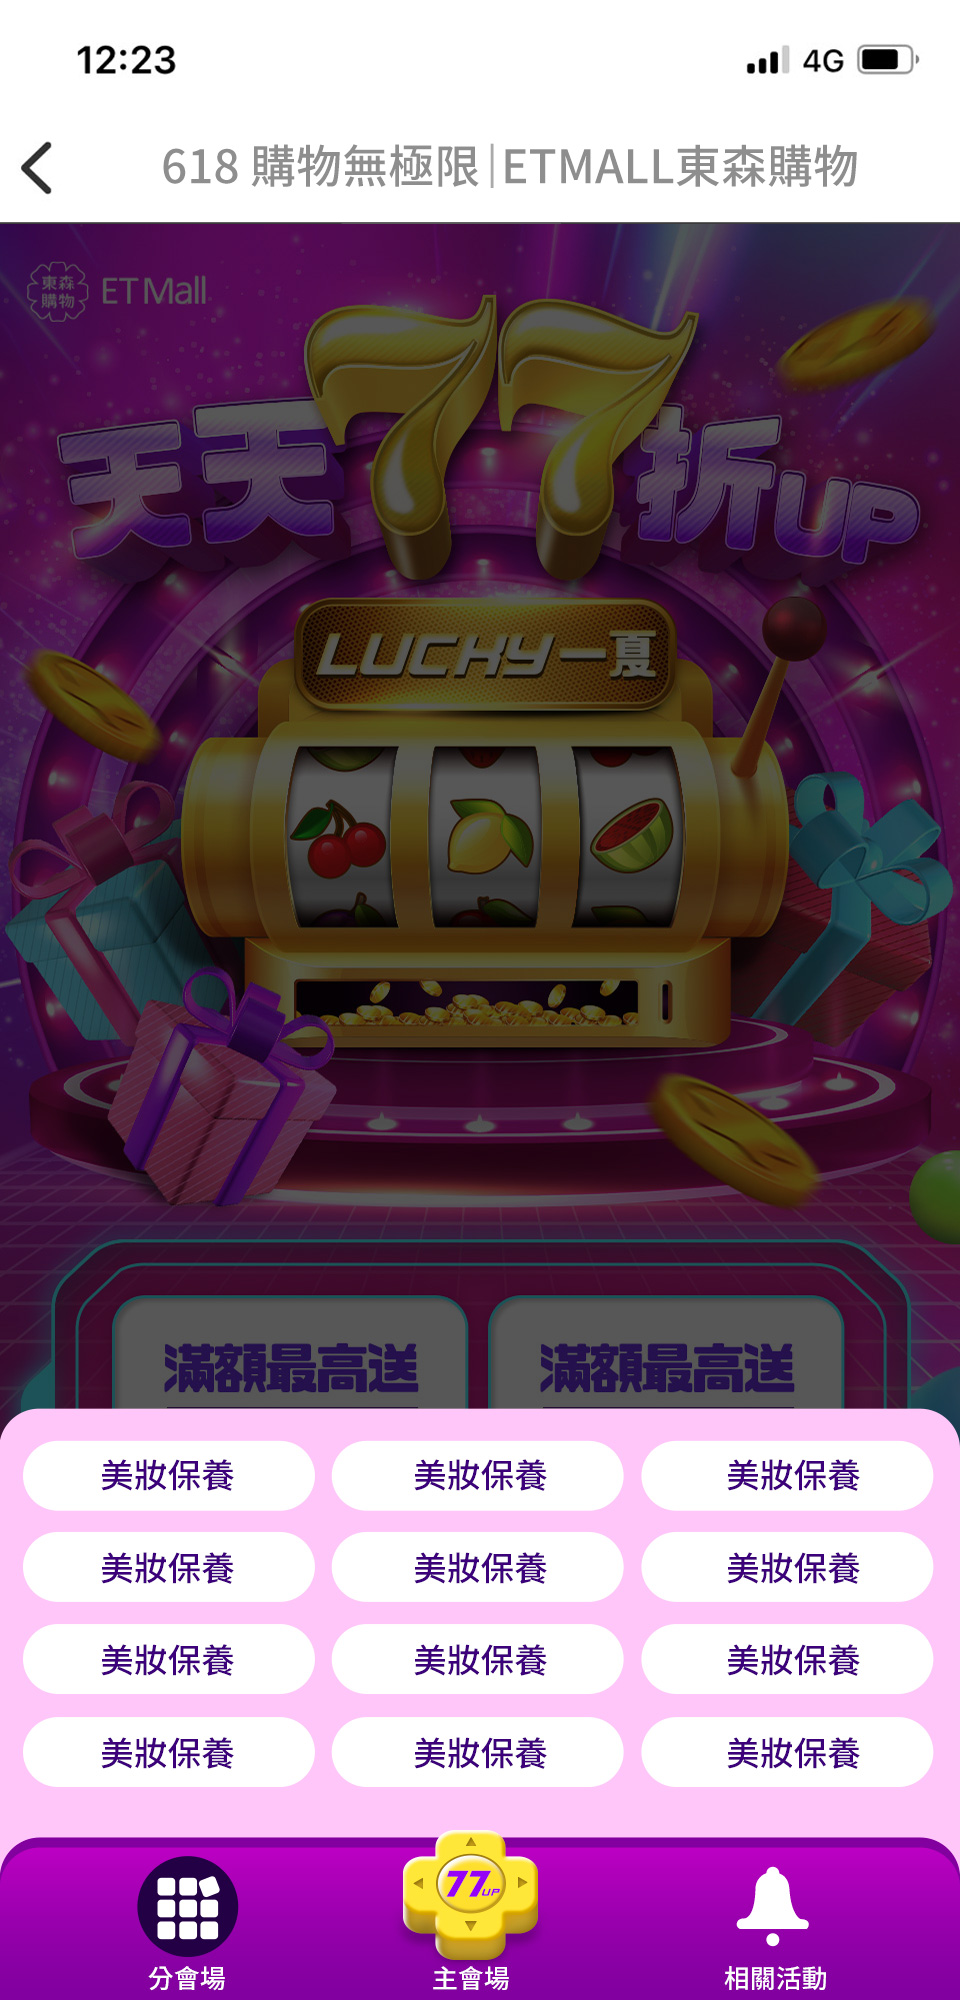 12:23
4G
618 購物無極限|ETMALL東森購物
東森
購物
ETMall
天天77折UP
LUCKY一夏
滿額最高送 滿額最高送
美妝保養 美妝保養 美妝保養
美妝保養 美妝保養 美妝保養
美妝保養 美妝保養 美妝保養
美妝保養 美妝保養 美妝保養
77UP
分會場 主會場 相關活動